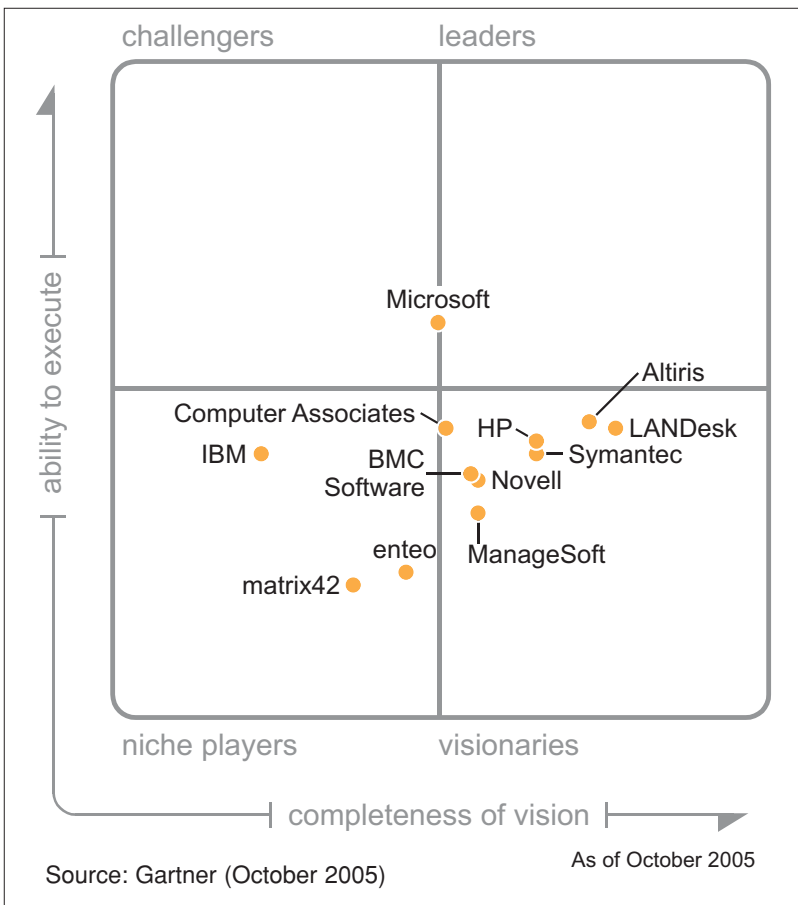 challengers
leaders
ability to execute
Microsoft
Altiris
Computer Associates
HP
LANDesk
IBM
Symantec
BMC
Software
Novell
enteo
ManageSoft
matrix42
niche players
visionaries
completeness of vision
As of October 2005
Source: Gartner (October 2005)